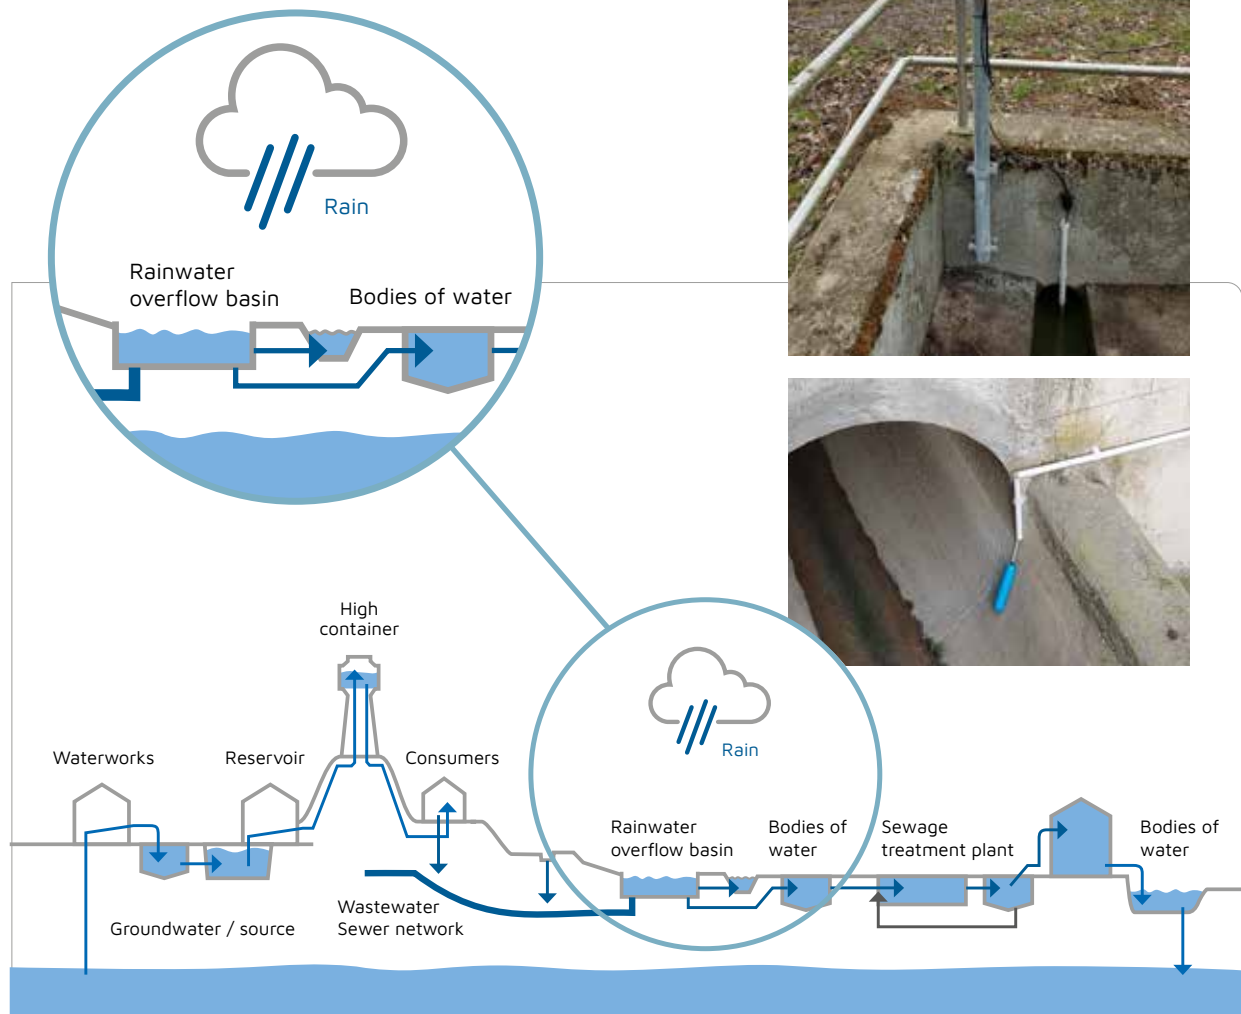 Rain
Rainwater
overflow basin
Bodies of water
High
container
Waterworks
Reservoir
Consumers
Rain
Rainwater
overflow basin
Bodies of
water
Sewage
treatment plant
Bodies of
water
Wastewater
Sewer network
Groundwater / source